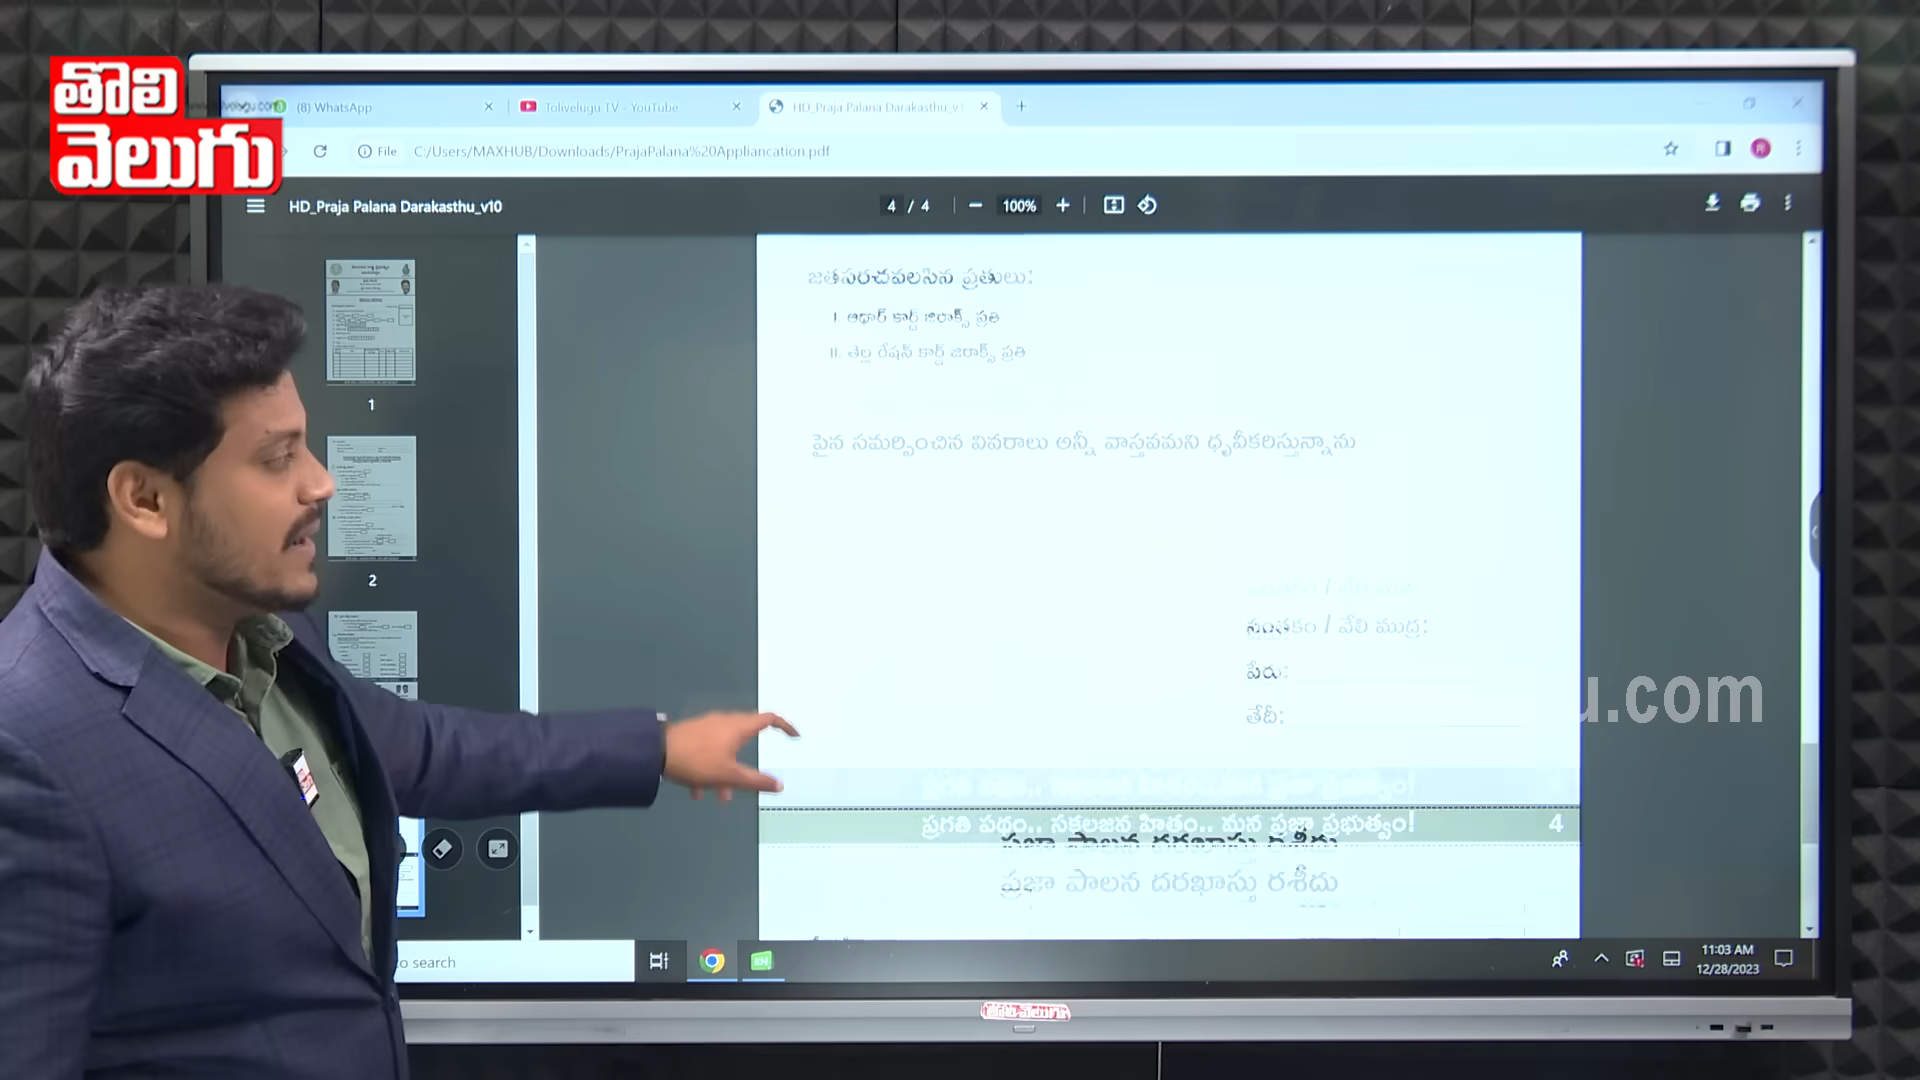 తొలి
వెలుగు
(8) WhatsApp
Tolivelugu TV - YouTube
HD_Praja Palana Darakasthu_v1
File
C:/Users/MAXHUB/Downloads/PrajaPalana%20Appliancation.pdf
HD_Praja Palana Darakasthu_v10
4 / 4
100%
1
2
జతపరచవలసిన ప్రతులు:
I. ఆధార్ కార్డ్ జిరాక్స్ ప్రతి
II. తెల్ల రేషన్ కార్డ్ జిరాక్స్ ప్రతి
పైన సమర్పించిన వివరాలు అన్నీ వాస్తవమని ధృవీకరిస్తున్నాను
సంతకం / వేలి ముద్ర:
పేరు:
తేదీ:
u.com
ప్రగతి పథం.. సకలజన హితం.. మన ప్రజా ప్రభుత్వం!
4
ప్రజా పాలన దరఖాస్తు రశీదు
to search
11:03 AM
12/28/2023
తొలివెలుగు